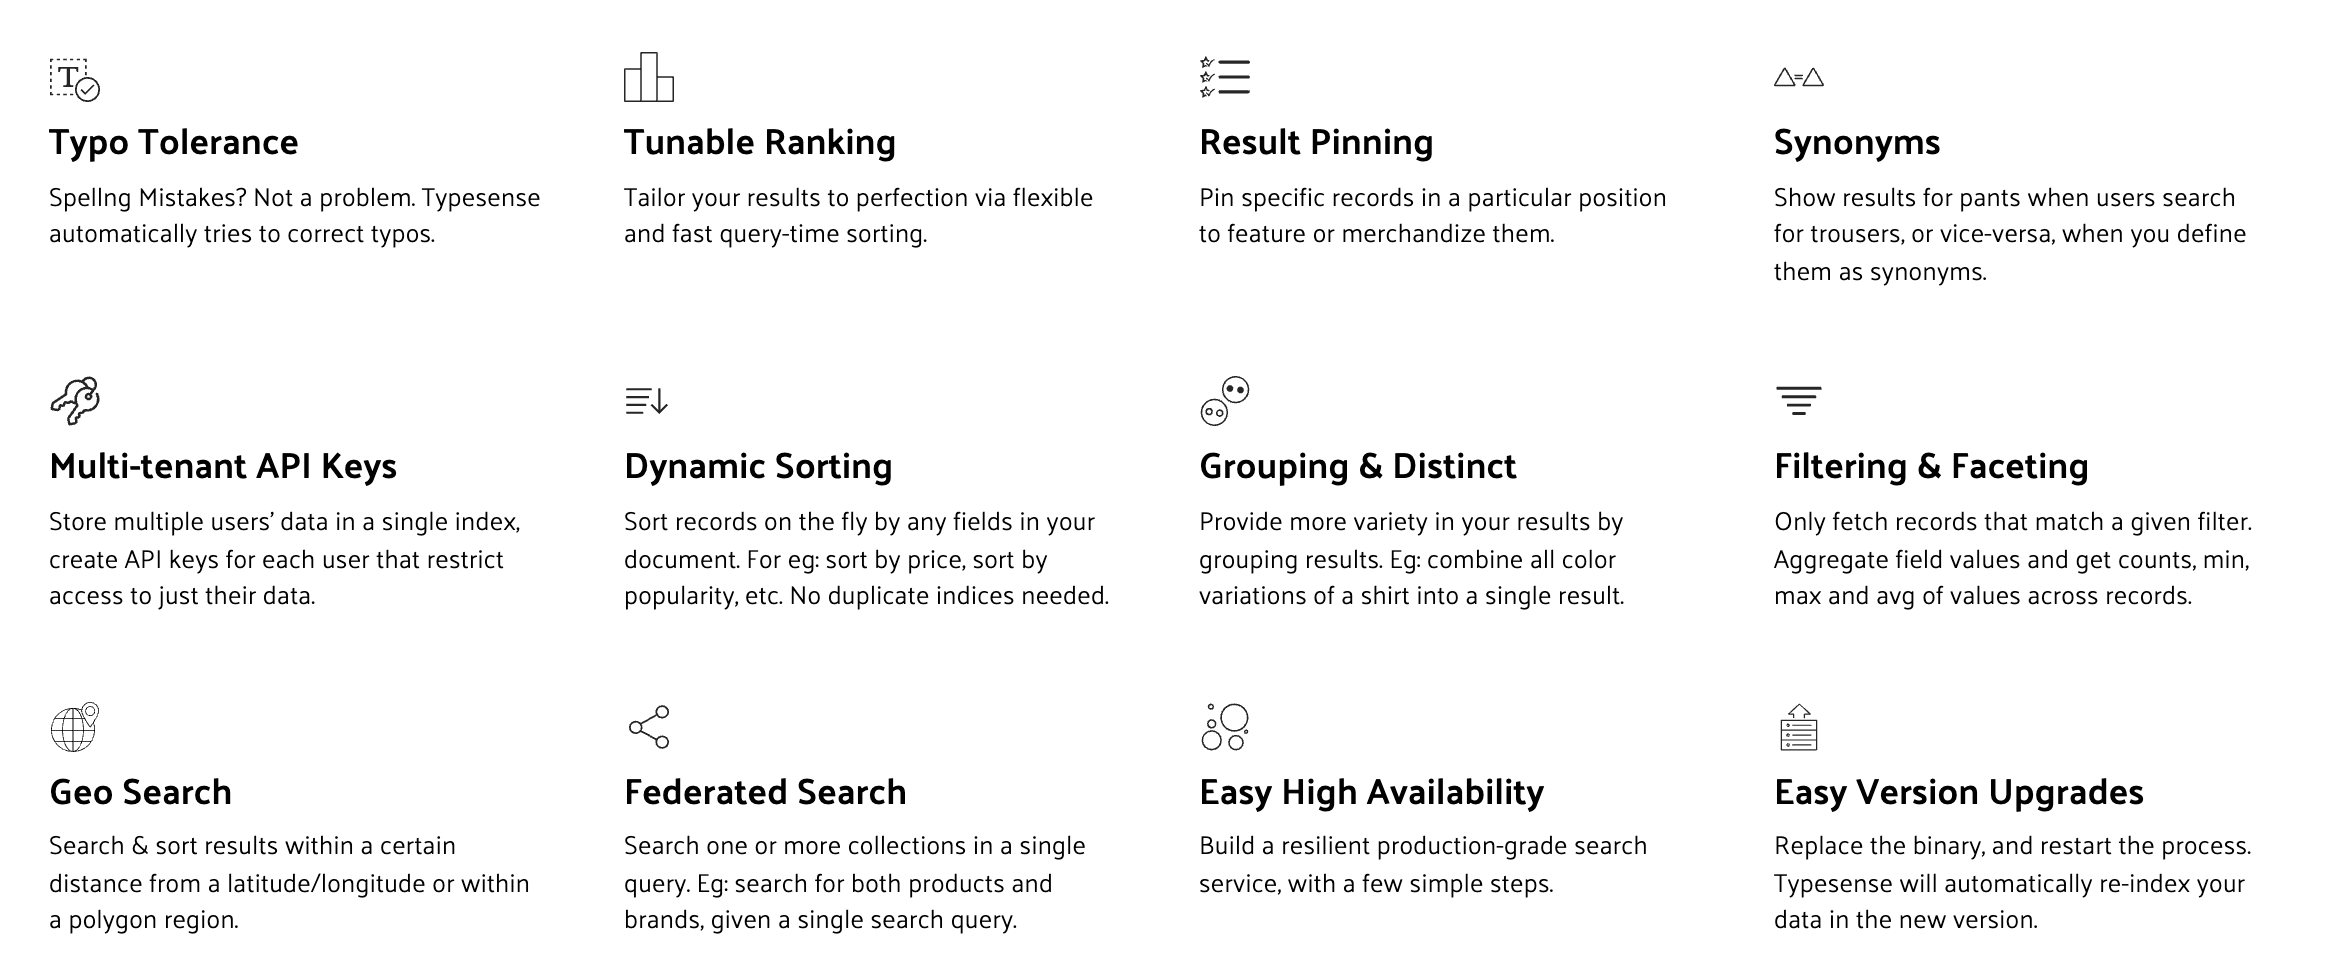 Typo Tolerance
Spellng Mistakes? Not a problem. Typesense
automatically tries to correct typos.
Tunable Ranking
Tailor your results to perfection via flexible
and fast query-time sorting.
Result Pinning
Pin specific records in a particular position
to feature or merchandize them.
Synonyms
Show results for pants when users search
for trousers, or vice-versa, when you define
them as synonyms.
Multi-tenant API Keys
Store multiple users’ data in a single index,
create API keys for each user that restrict
access to just their data.
Dynamic Sorting
Sort records on the fly by any fields in your
document. For eg: sort by price, sort by
popularity, etc. No duplicate indices needed.
Grouping & Distinct
Provide more variety in your results by
grouping results. Eg: combine all color
variations of a shirt into a single result.
Filtering & Faceting
Only fetch records that match a given filter.
Aggregate field values and get counts, min,
max and avg of values across records.
Geo Search
Search & sort results within a certain
distance from a latitude/longitude or within
a polygon region.
Federated Search
Search one or more collections in a single
query. Eg: search for both products and
brands, given a single search query.
Easy High Availability
Build a resilient production-grade search
service, with a few simple steps.
Easy Version Upgrades
Replace the binary, and restart the process.
Typesense will automatically re-index your
data in the new version.